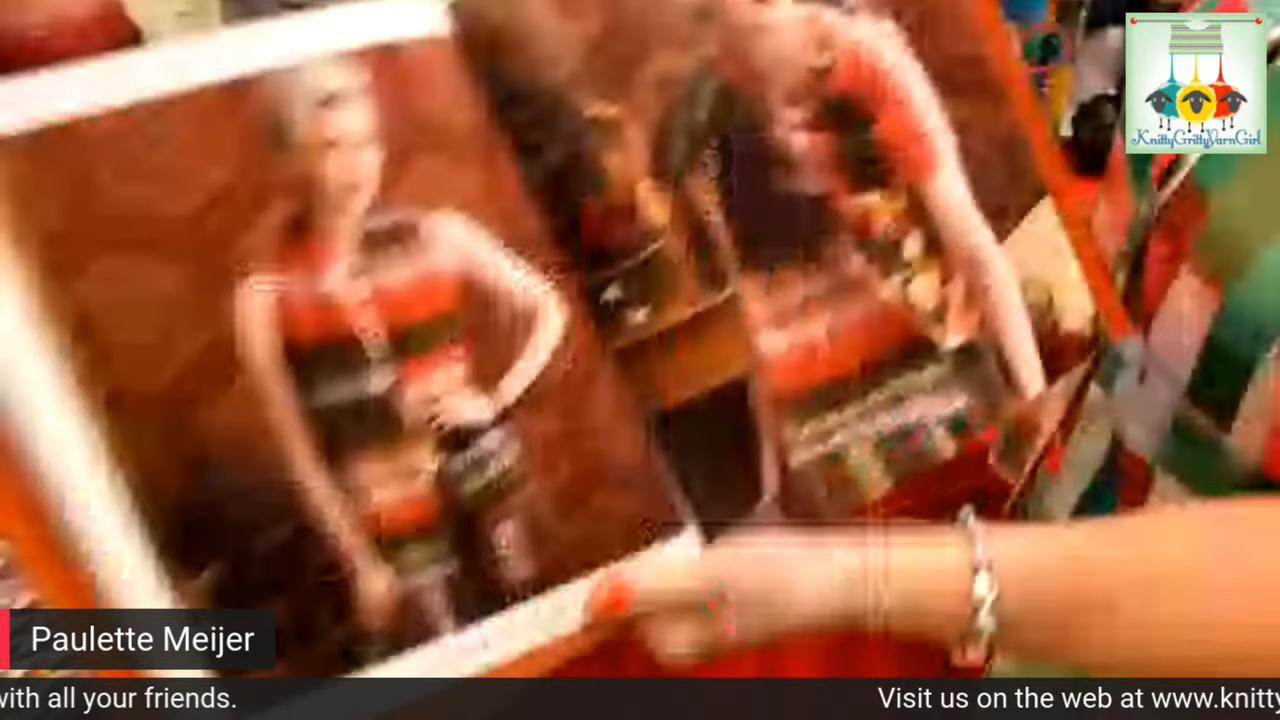 KnittyGrittyYarnGirl
Paulette Meijer
with all your friends.
Visit us on the web at www.knitty